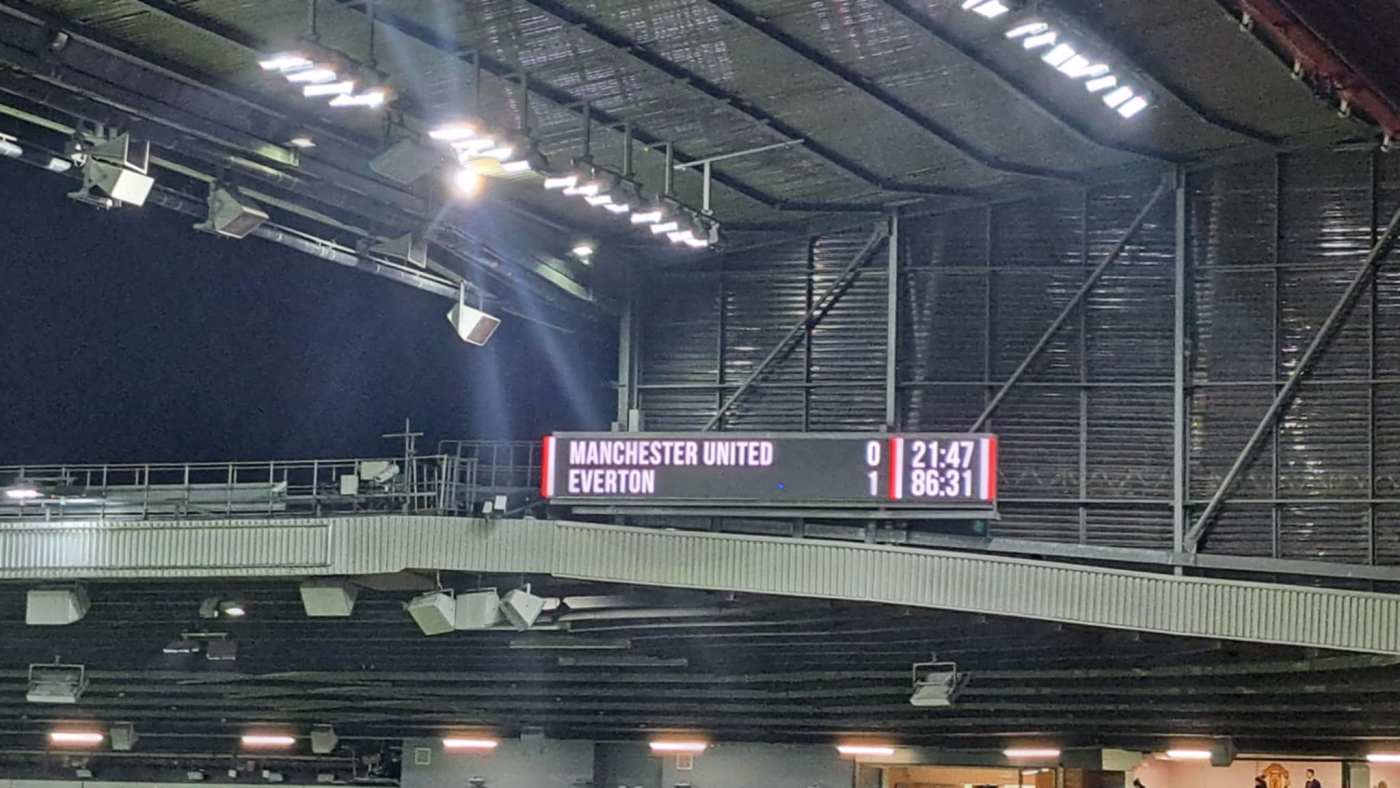 MANCHESTER UNITED 0 21:47
EVERTON 1 86:31